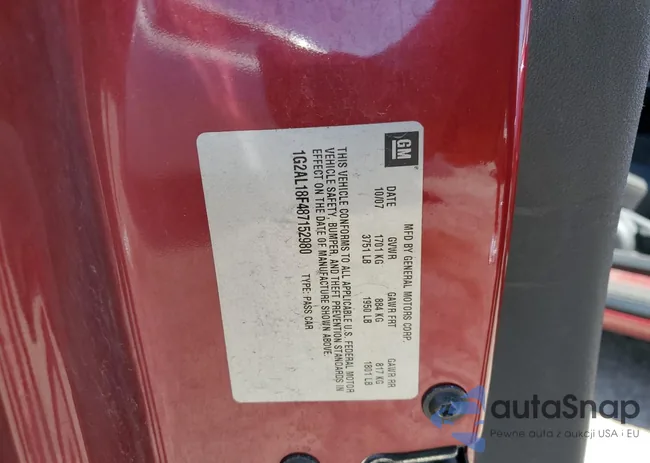 GM
MFD BY GENERAL MOTORS CORP.
DATE GVWR GAWR FRT GAWR RR
10/07 1701 KG 884 KG 817 KG
3751 LB 1950 LB 1801 LB
THIS VEHICLE CONFORMS TO ALL APPLICABLE U.S. FEDERAL MOTOR
VEHICLE SAFETY, BUMPER, AND THEFT PREVENTION STANDARDS IN
EFFECT ON THE DATE OF MANUFACTURE SHOWN ABOVE.
1G2AL18F487152980 TYPE: PASS CAR
autaSnap
Pewne auta z aukcji USA i EU